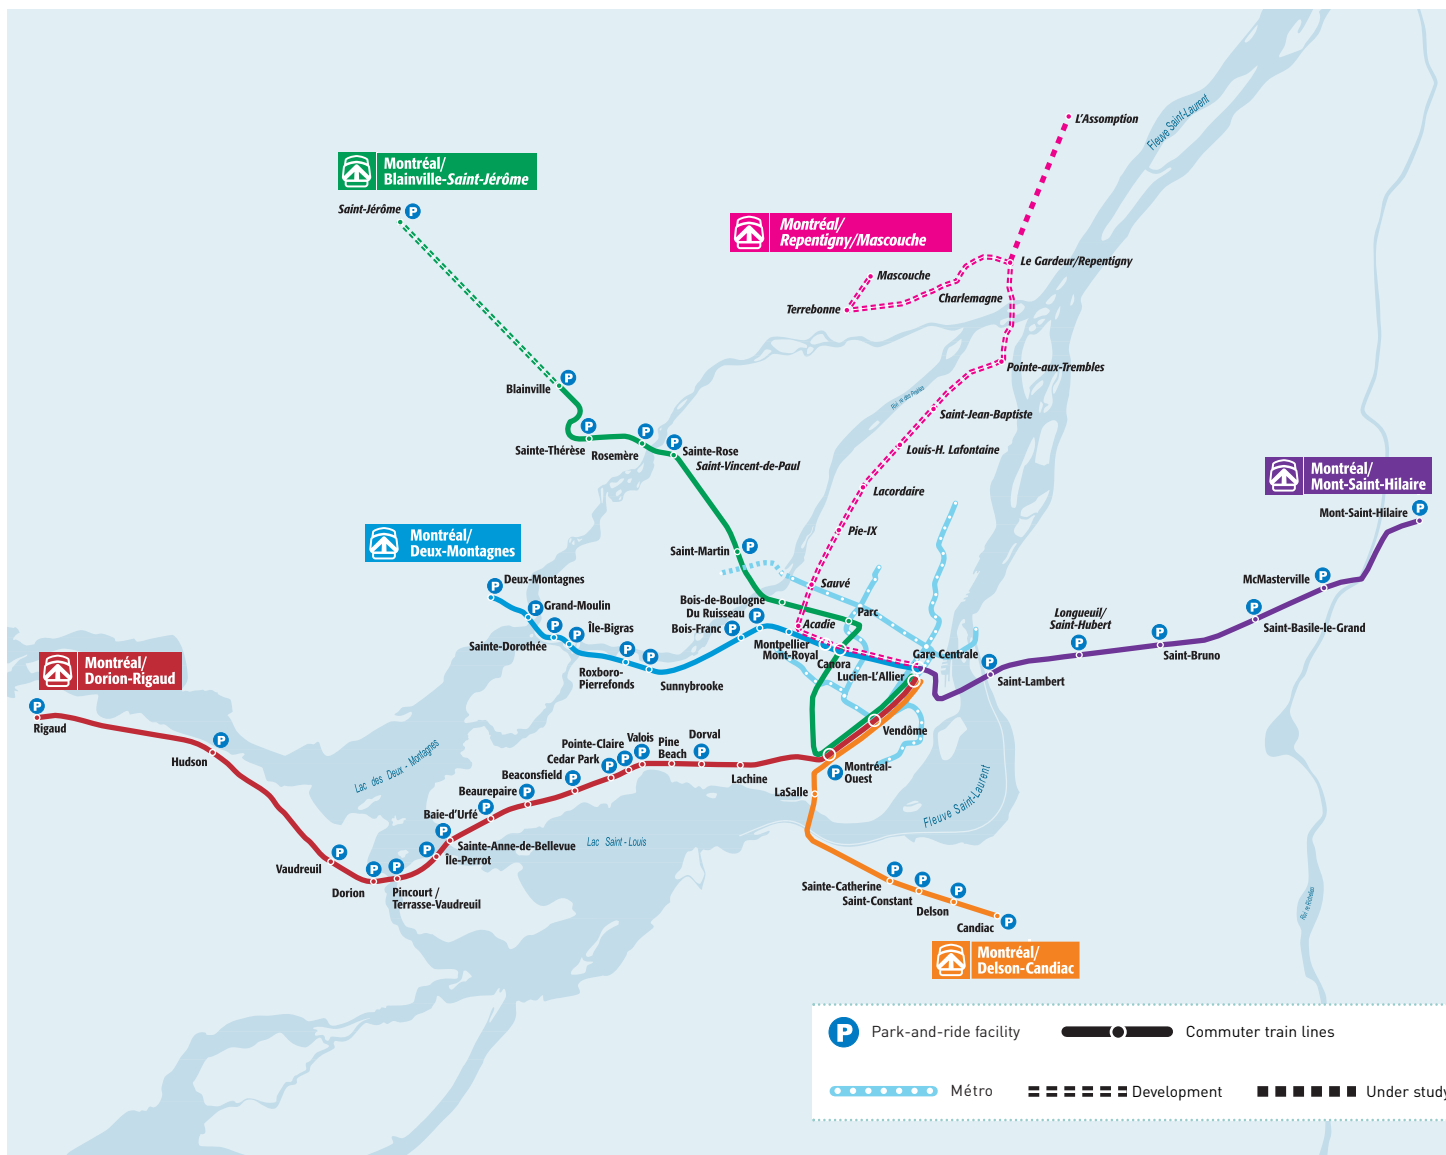 L'Assomption
Fleuve Saint-Laurent
Montréal/
Blainville-Saint-Jérôme
Saint-Jérôme P
Montréal/
Repentigny/Mascouche
Le Gardeur/Repentigny
Mascouche
Charlemagne
Terrebonne
Pointe-aux-Trembles
P
Blainville
Saint-Jean-Baptiste
P
P
P
Sainte-Thérèse
Rosemère
Sainte-Rose
Saint-Vincent-de-Paul
Louis-H. Lafontaine
Lacordaire
Montréal/
Mont-Saint-Hilaire
Mont-Saint-Hilaire P
Pie-IX
Montréal/
Deux-Montagnes
Saint-Martin P
P Deux-Montagnes
Sauvé
McMasterville P
P Grand-Moulin
Bois-de-Boulogne
Parc
Du Ruisseau P
Longueuil/
Saint-Hubert
P
Saint-Basile-le-Grand
P P Île-Bigras
Bois-Franc P
Acadie
Sainte-Dorothée
Montpellier
Mont-Royal
Canora
Gare Centrale
P
P
Saint-Bruno
P P
Roxboro-
Pierrefonds
Sunnybrooke
Lucien-L'Allier
P
Saint-Lambert
Montréal/
Dorion-Rigaud
P
Rigaud
P
Hudson
Vendôme
Pointe-Claire
Cedar Park
Valois
Pine
Beach
Dorval
P P P P
Lachine
Montréal-
Ouest
P
Lac des Deux - Montagnes
Beaconsfield
P
Beaurepaire P
LaSalle
Fleuve Saint-Laurent
Baie-d'Urfé P
P
Sainte-Anne-de-Bellevue
Lac Saint - Louis
P Île-Perrot
P
Vaudreuil
P P
Dorion
Pincourt /
Terrasse-Vaudreuil
P
Sainte-Catherine
P
Saint-Constant
P
Delson
Candiac P
Montréal/
Delson-Candiac
P Park-and-ride facility
Commuter train lines
Métro
Development
Under study